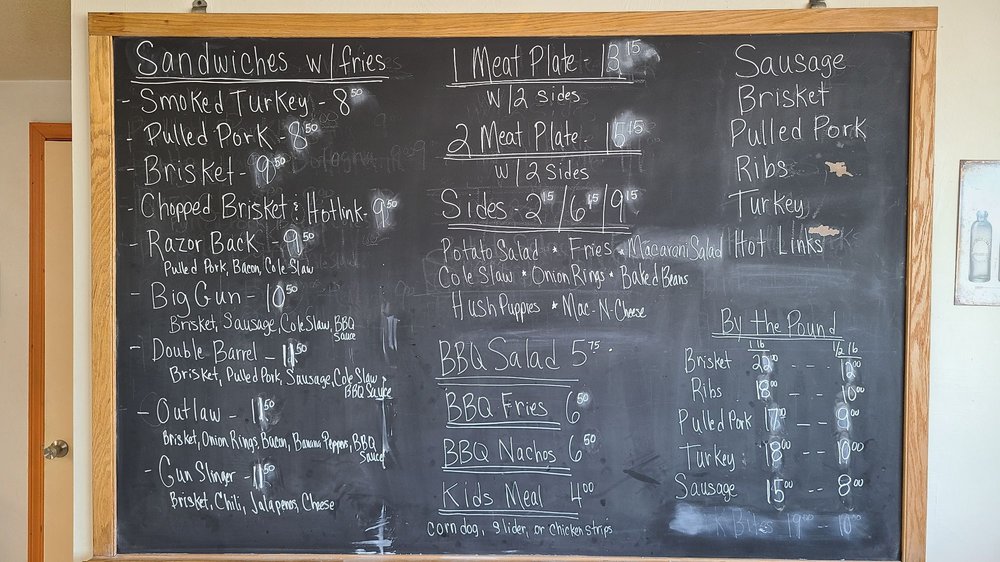 Sandwiches w/fries
- Smoked Turkey - 8 50
- Pulled Pork - 8 50
- Brisket - 9 50
- Chopped Brisket & Hotlink - 9 50
- Razor Back - 9 50
Pulled Pork, Bacon, Cole Slaw
- Big Gun - 10 50
Brisket, Sausage, Cole Slaw, BBQ
Sauce
- Double Barrel - 11 50
Brisket, Pulled Pork, Sausage, Cole Slaw,
BBQ Sauce
- Outlaw - 11 50
Brisket, Onion Rings, Bacon, Banana Peppers, BBQ
Sauce
- Gun Slinger - 11 50
Brisket, Chili, Jalapenos, Cheese
1 Meat Plate - 13 15
w/2 sides
2 Meat Plate - 15 15
w/2 sides
Sides - 2 15 / 6 15 / 9 15
Potato Salad * Fries * Macaroni Salad
Cole Slaw * Onion Rings * Baked Beans
Hush Puppies * Mac-N-Cheese
BBQ Salad 5 75
BBQ Fries 6 50
BBQ Nachos 6 50
Kids Meal 4 00
corn dog, slider, or chicken strips
Sausage
Brisket
Pulled Pork
Ribs
Turkey
Hot Links
By the Pound
1 lb 1/2 lb
Brisket 22 00 - - 12 00
Ribs 18 00 - - 10 00
Pulled Pork 17 00 - - 9 00
Turkey 18 00 - - 10 00
Sausage 15 00 - - 8 00